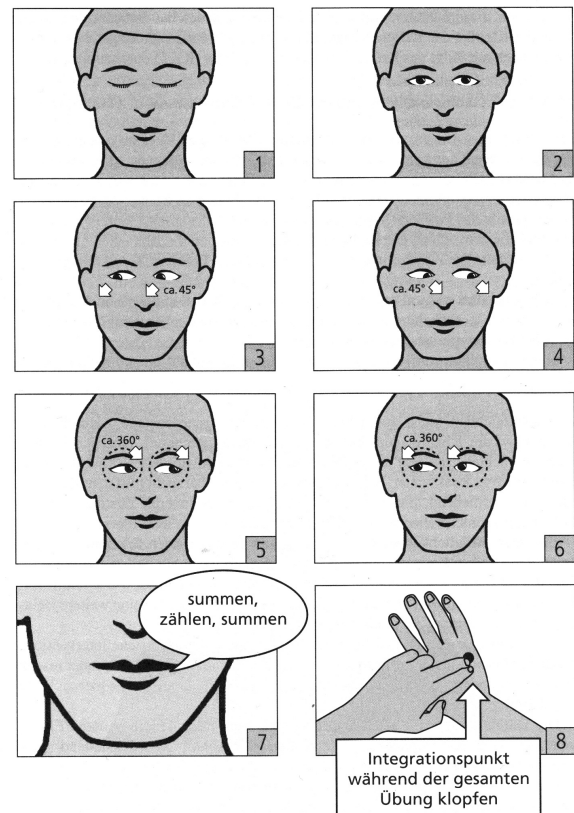 1
2
ca. 45°
3
ca. 45°
4
ca. 360°
5
ca. 360°
6
summen,
zählen, summen
7
8
Integrationspunkt
während der gesamten
Übung klopfen